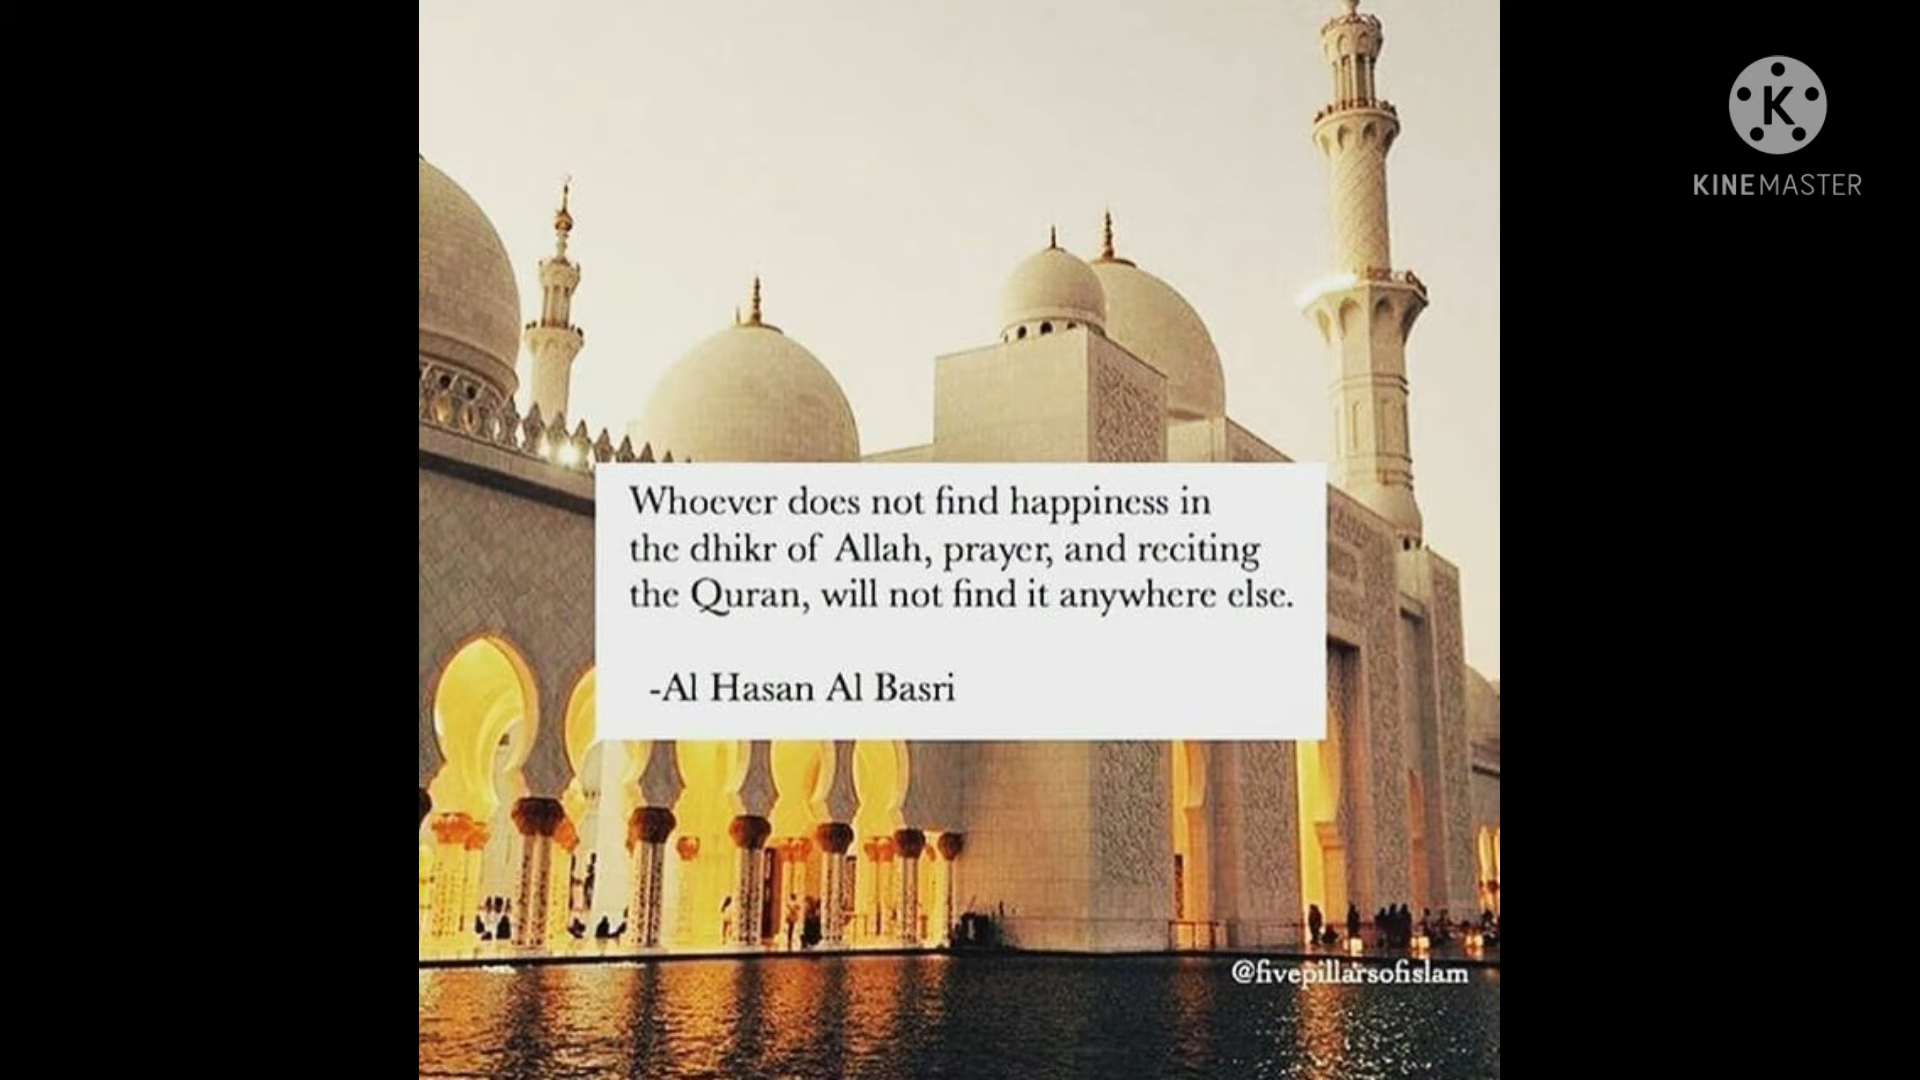 K
KINEMASTER
Whoever does not find happiness in
the dhikr of Allah, prayer, and reciting
the Quran, will not find it anywhere else.
-Al Hasan Al Basri
@fivepillarsofislam